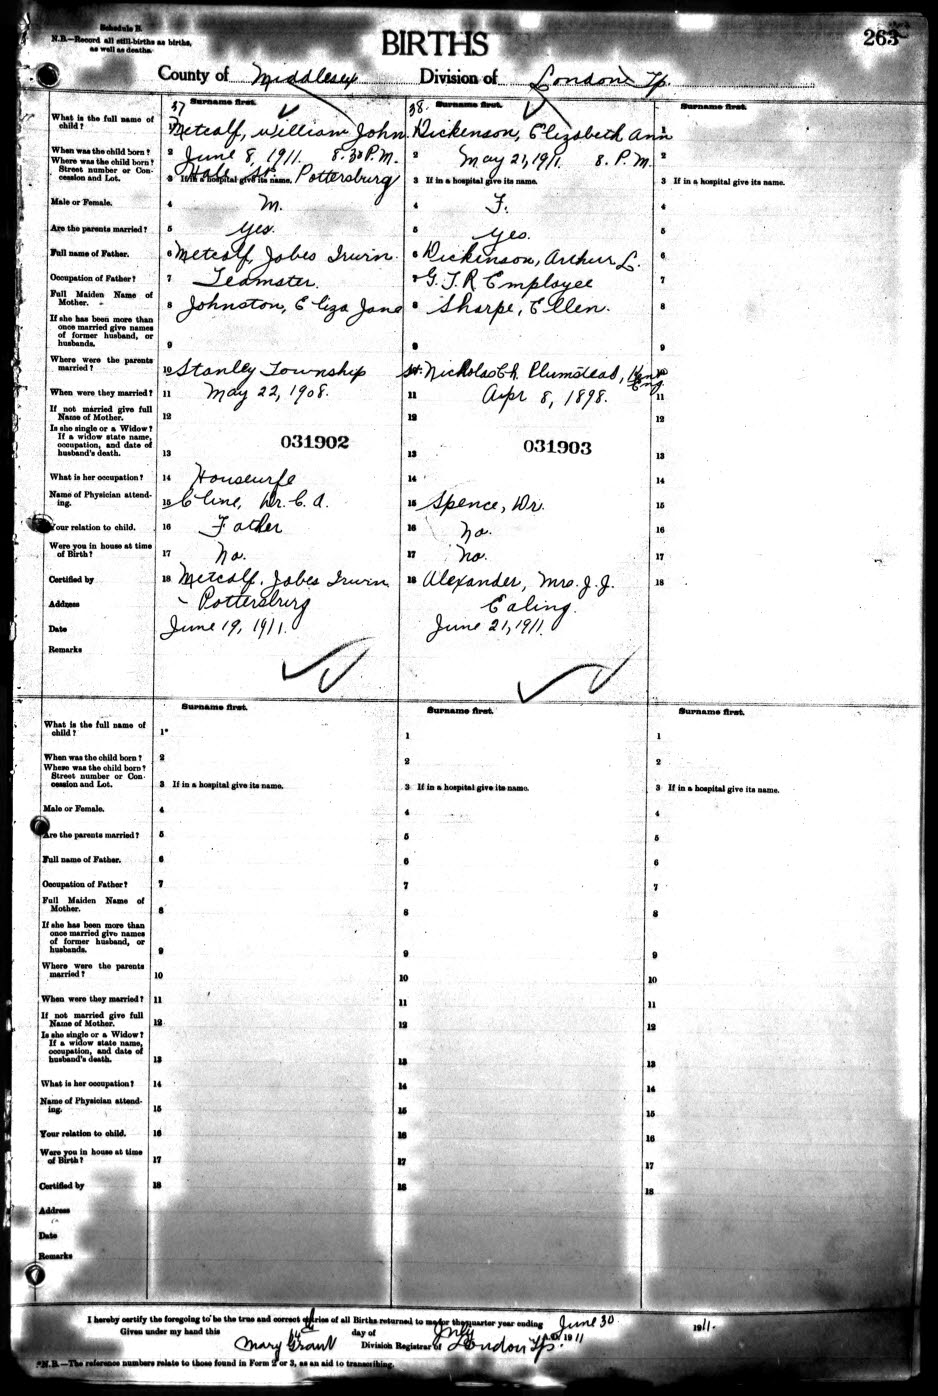 Schedule B.
N.B.—Record all still-births as births,
as well as deaths.
BIRTHS
263
County of Middlesex Division of London Tp.
37 Surname first.
38. Surname first.
Surname first.
What is the full name of child? 1 Metcalf, William John. 1 Dickenson, Elizabeth Ann 1
When was the child born? 2 June 8, 1911. 8.30 P.M. 2 May 21, 1911. 8. P.M. 2
Where was the child born? Street number or Concession and Lot. 3 If in a hospital give its name. Hale St. Pottersburg 3 If in a hospital give its name. 3 If in a hospital give its name.
Male or Female. 4 M. 4 F. 4
Are the parents married? 5 Yes. 5 Yes. 5
Full name of Father. 6 Metcalf, Jobes Irwin. 6 Dickinson, Arthur L. 6
Occupation of Father? 7 Teamster. 7 G.T.R Employee 7
Full Maiden Name of Mother. 8 Johnston, Eliza Jane 8 Sharpe, Ellen. 8
If she has been more than once married give names of former husband, or husbands. 9 9 9
Where were the parents married? 10 Stanley Township St. Nicholas Ch. Plumstead, Kent Eng.
When were they married? 11 May 22, 1908. 11 Apr 8, 1898. 11
If not married give full Name of Mother. 12 12 12
Is she single or a Widow? If a widow state name, occupation, and date of husband's death. 13 031902 13 031903 13
What is her occupation? 14 Housewife 14 14
Name of Physician attending. 15 Cline, Dr. C. A. 15 Spence, Dr. 15
Your relation to child. 16 Father 16 No. 16
Were you in house at time of Birth? 17 No. 17 No. 17
Certified by 18 Metcalf, Jobes Irwin 18 Alexander, Mrs. J. J. 18
Address Pottersburg Ealing.
Date June 19, 1911. June 21, 1911.
Remarks
Surname first. Surname first. Surname first.
What is the full name of child? 1* 1 1
When was the child born? 2 2 2
Where was the child born? Street number or Concession and Lot. 3 If in a hospital give its name. 3 If in a hospital give its name. 3 If in a hospital give its name.
Male or Female. 4 4 4
Are the parents married? 5 5 5
Full name of Father. 6 6 6
Occupation of Father? 7 7 7
Full Maiden Name of Mother. 8 8 8
If she has been more than once married give names of former husband, or husbands. 9 9 9
Where were the parents married? 10 10 10
When were they married? 11 11 11
If not married give full Name of Mother. 12 12 12
Is she single or a Widow? If a widow state name, occupation, and date of husband's death. 13 13 13
What is her occupation? 14 14 14
Name of Physician attending. 15 15 15
Your relation to child. 16 16 16
Were you in house at time of Birth? 17 17 17
Certified by 18 18 18
Address
Date
Remarks
I hereby certify the foregoing to be the true and correct entries of all Births returned to me for the quarter year ending June 30 1911.
Given under my hand this 14th day of July A.D. 1911
Mary Grant Division Registrar of London Tp.
*N.B.—The reference numbers relate to those found in Form 2 or 3, as an aid to transcribing.